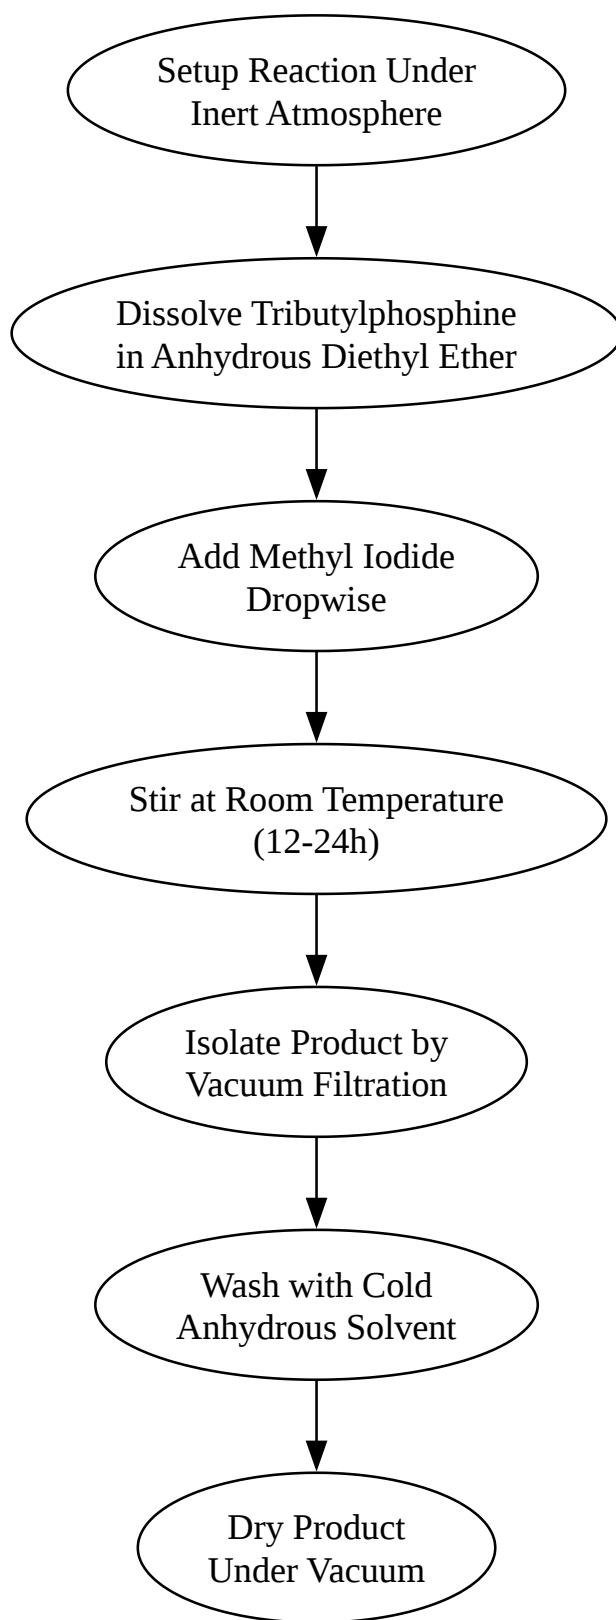 Setup Reaction Under
Inert Atmosphere
Dissolve Tributylphosphine
in Anhydrous Diethyl Ether
Add Methyl Iodide
Dropwise
Stir at Room Temperature
(12-24h)
Isolate Product by
Vacuum Filtration
Wash with Cold
Anhydrous Solvent
Dry Product
Under Vacuum